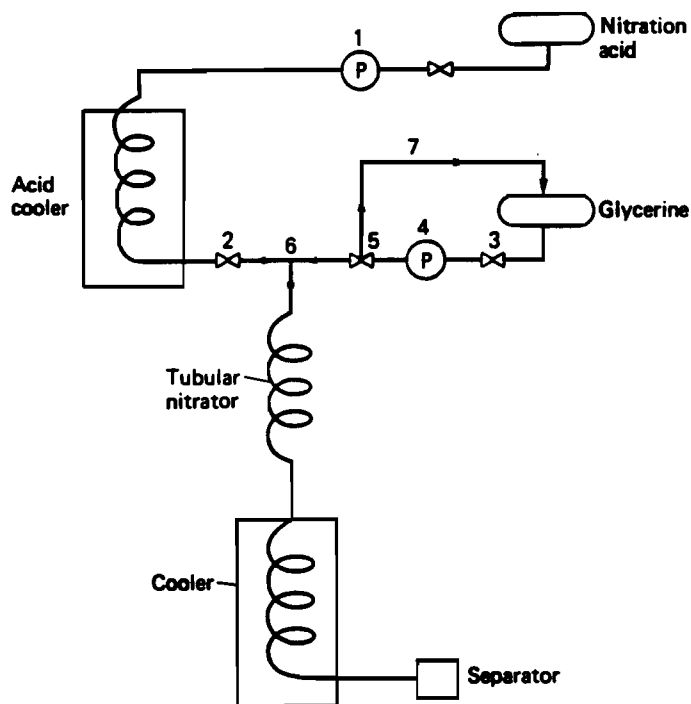 1
Nitration
acid
P
7
Acid
cooler
Glycerine
2
6
5
4
3
P
Tubular
nitrator
Cooler
Separator